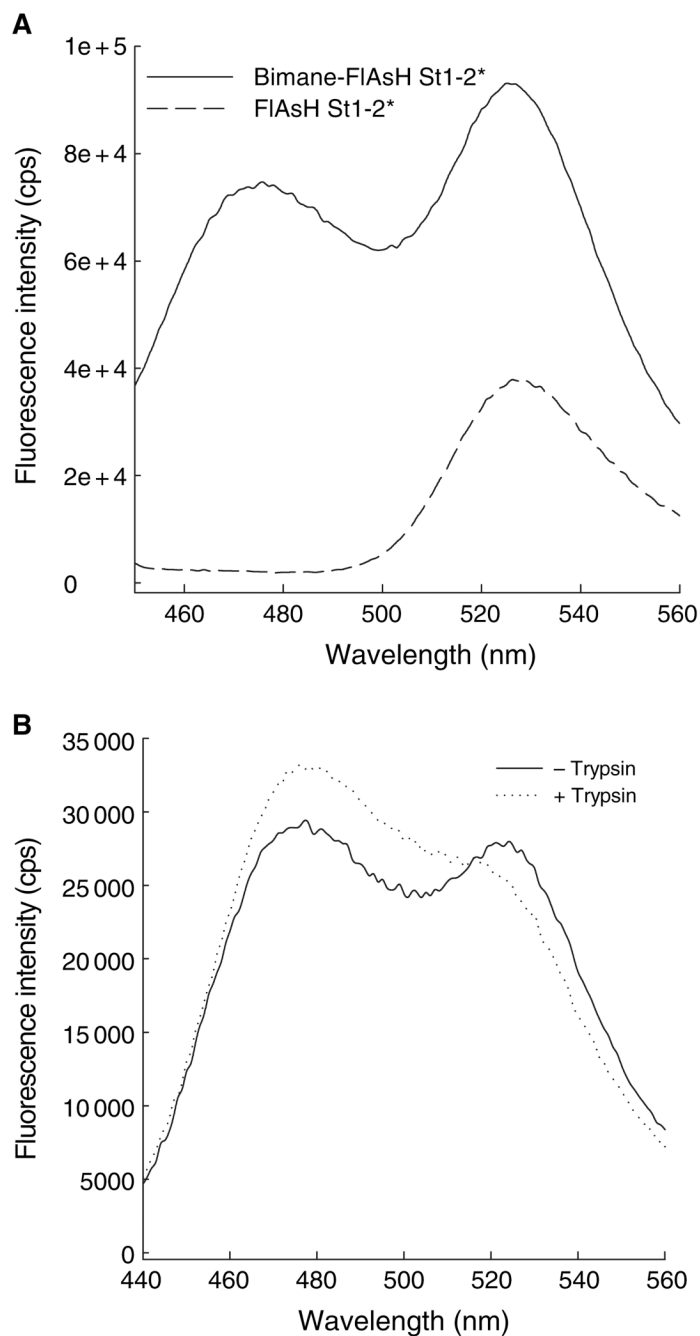 A
1e + 5
8e + 4
6e + 4
4e + 4
2e + 4
0
Fluorescence intensity (cps)
Bimane-FlAsH St1-2*
FlAsH St1-2*
460 480 500 520 540 560
Wavelength (nm)
B
35 000
30 000
25 000
20 000
15 000
10 000
5000
0
Fluorescence intensity (cps)
– Trypsin
+ Trypsin
440 460 480 500 520 540 560
Wavelength (nm)